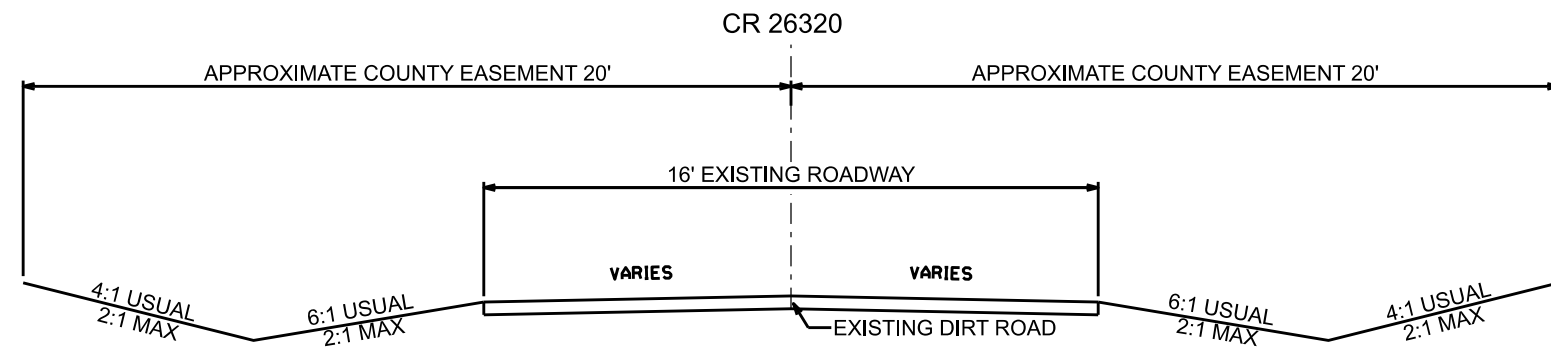 CR 26320
APPROXIMATE COUNTY EASEMENT 20'
APPROXIMATE COUNTY EASEMENT 20'
16' EXISTING ROADWAY
VARIES
VARIES
4:1 USUAL
2:1 MAX
6:1 USUAL
2:1 MAX
EXISTING DIRT ROAD
6:1 USUAL
2:1 MAX
4:1 USUAL
2:1 MAX